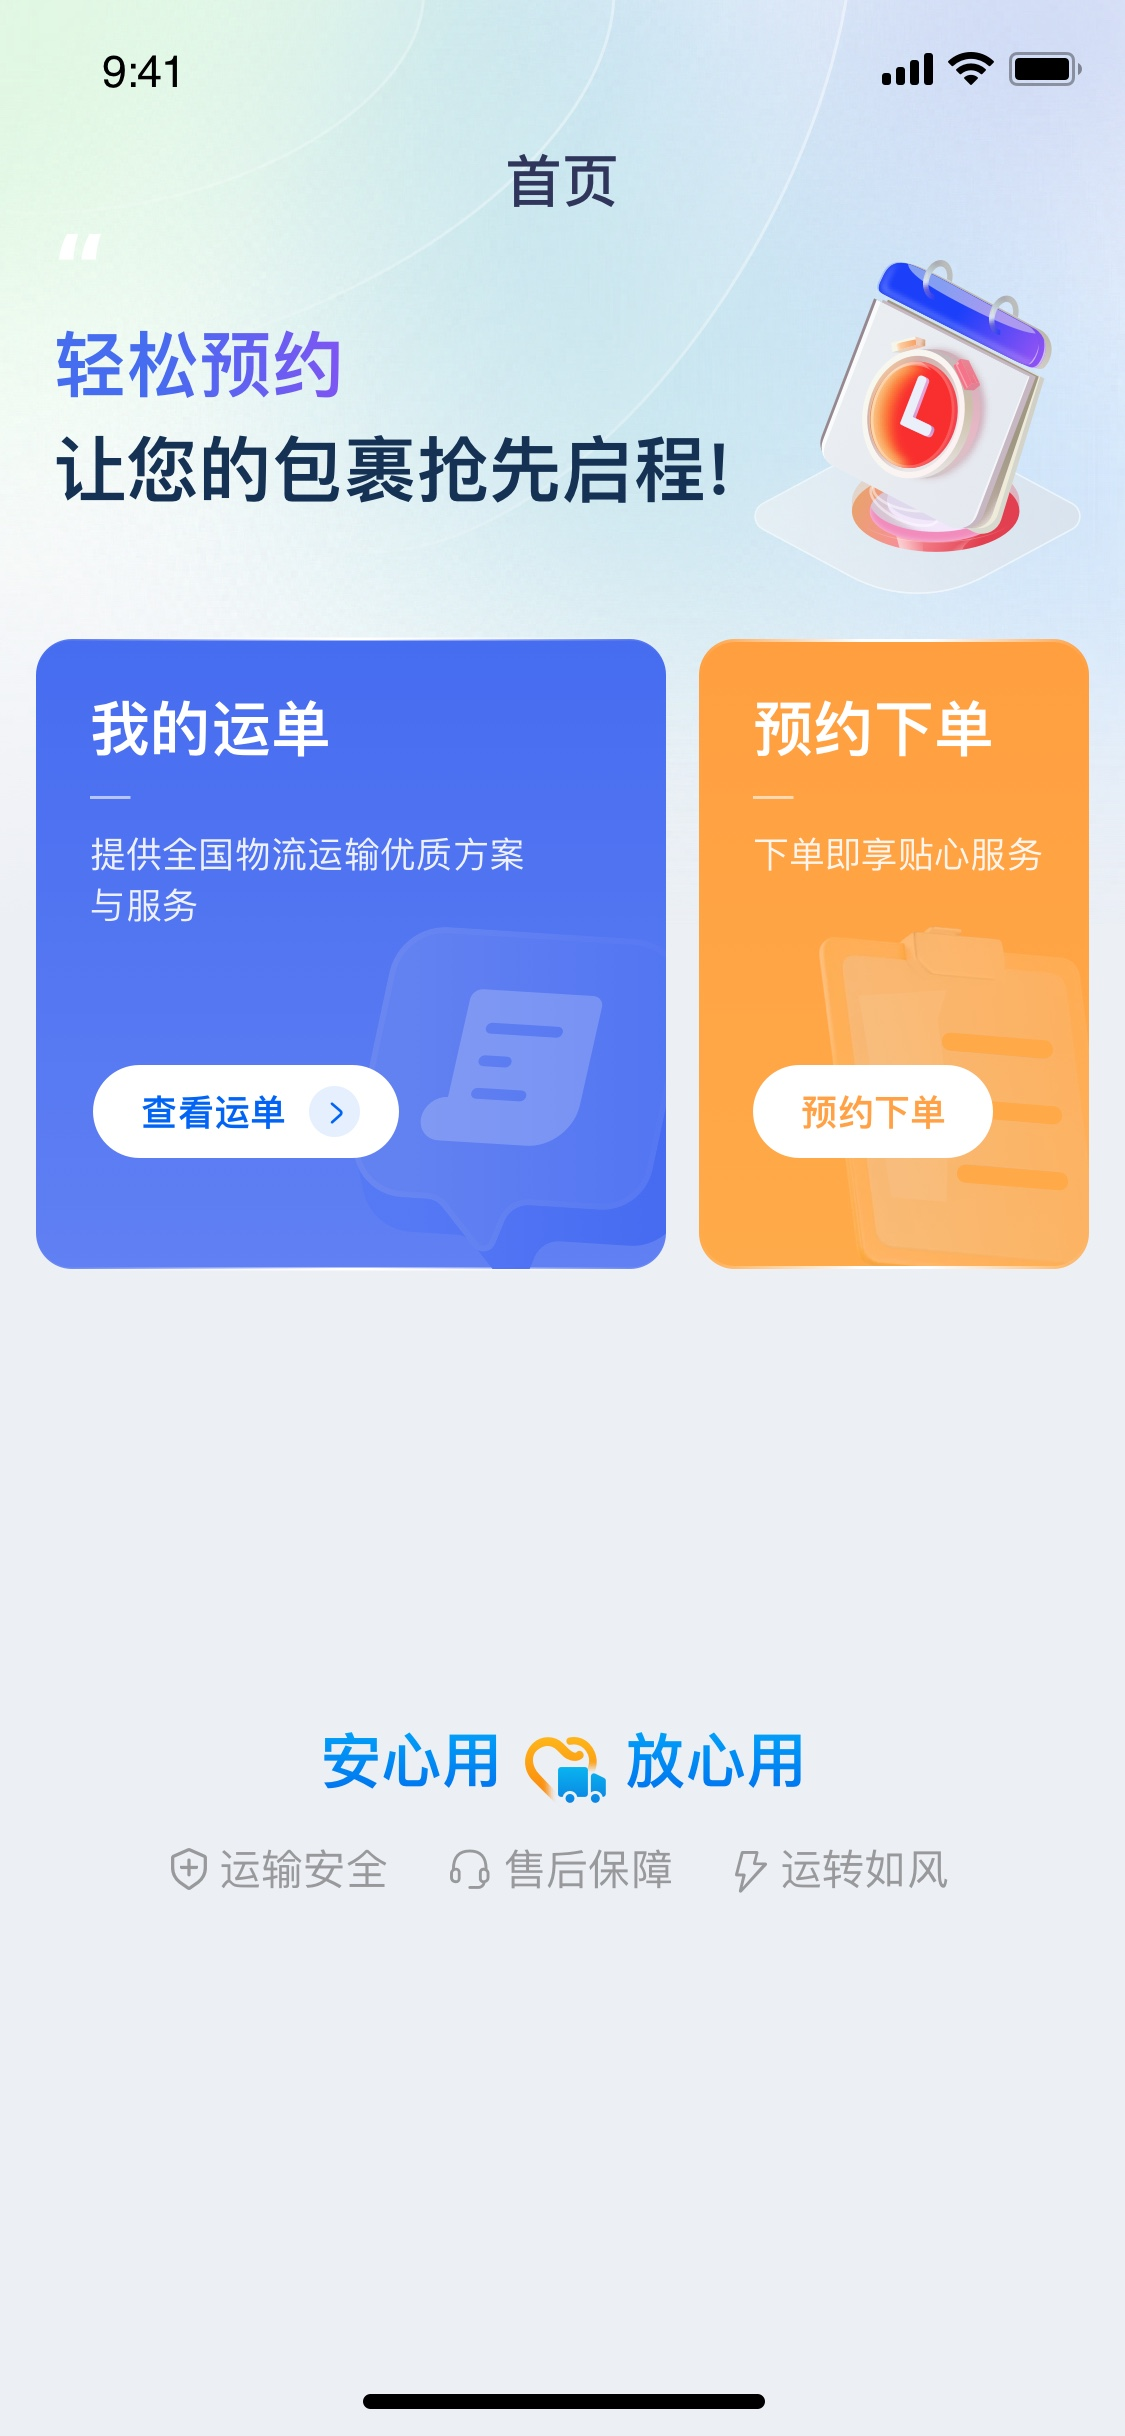 9:41
首页
“
轻松预约
让您的包裹抢先启程!
我的运单
提供全国物流运输优质方案
与服务
查看运单
预约下单
下单即享贴心服务
预约下单
安心用 放心用
运输安全 售后保障 运转如风